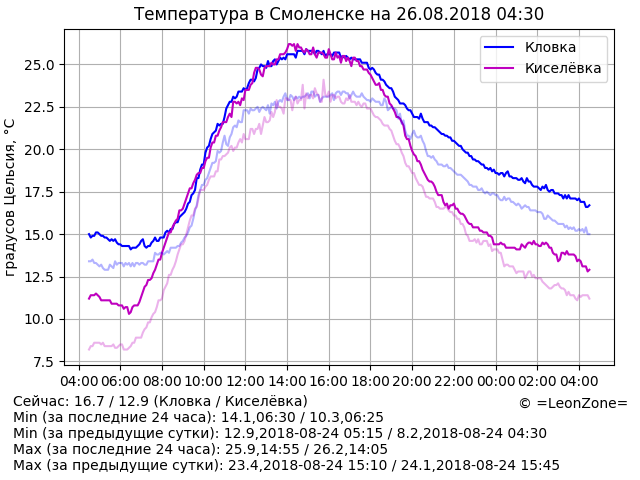 Температура в Смоленске на 26.08.2018 04:30
градусов Цельсия, °C
25.0
22.5
20.0
17.5
15.0
12.5
10.0
7.5
Кловка
Киселёвка
04:00 06:00 08:00 10:00 12:00 14:00 16:00 18:00 20:00 22:00 00:00 02:00 04:00
Сейчас: 16.7 / 12.9 (Кловка / Киселёвка)
© =LeonZone=
Min (за последние 24 часа): 14.1,06:30 / 10.3,06:25
Min (за предыдущие сутки): 12.9,2018-08-24 05:15 / 8.2,2018-08-24 04:30
Max (за последние 24 часа): 25.9,14:55 / 26.2,14:05
Max (за предыдущие сутки): 23.4,2018-08-24 15:10 / 24.1,2018-08-24 15:45